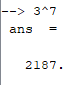 --> 3^7
ans  =
2187.